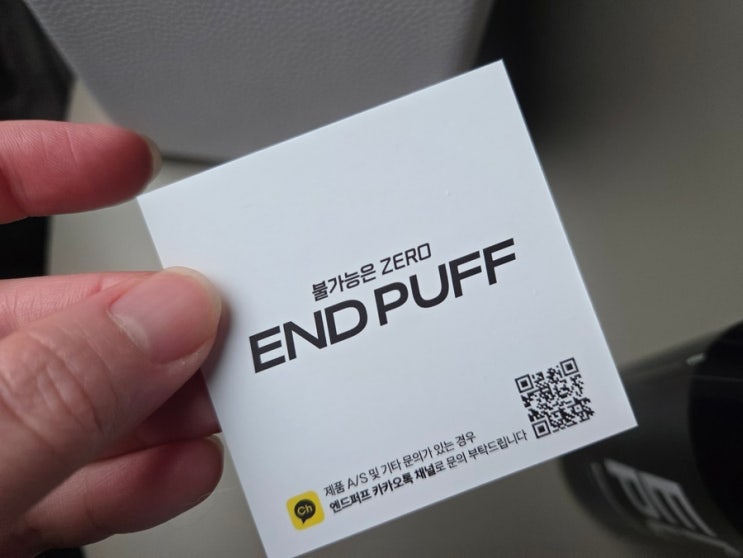 불가능은 ZERO
END PUFF
제품 A/S 및 기타 문의가 있는 경우
엔드퍼프 카카오톡 채널로 문의 부탁드립니다
Ch